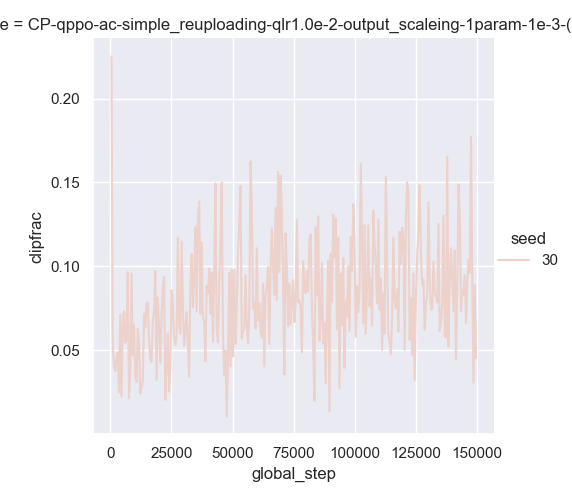 e = CP-qppo-ac-simple_reuploading-qlr1.0e-2-output_scaleing-1param-1e-3-(
0.20
0.15
0.10
0.05
clipfrac
0 25000 50000 75000 100000 125000 150000
global_step
seed
30